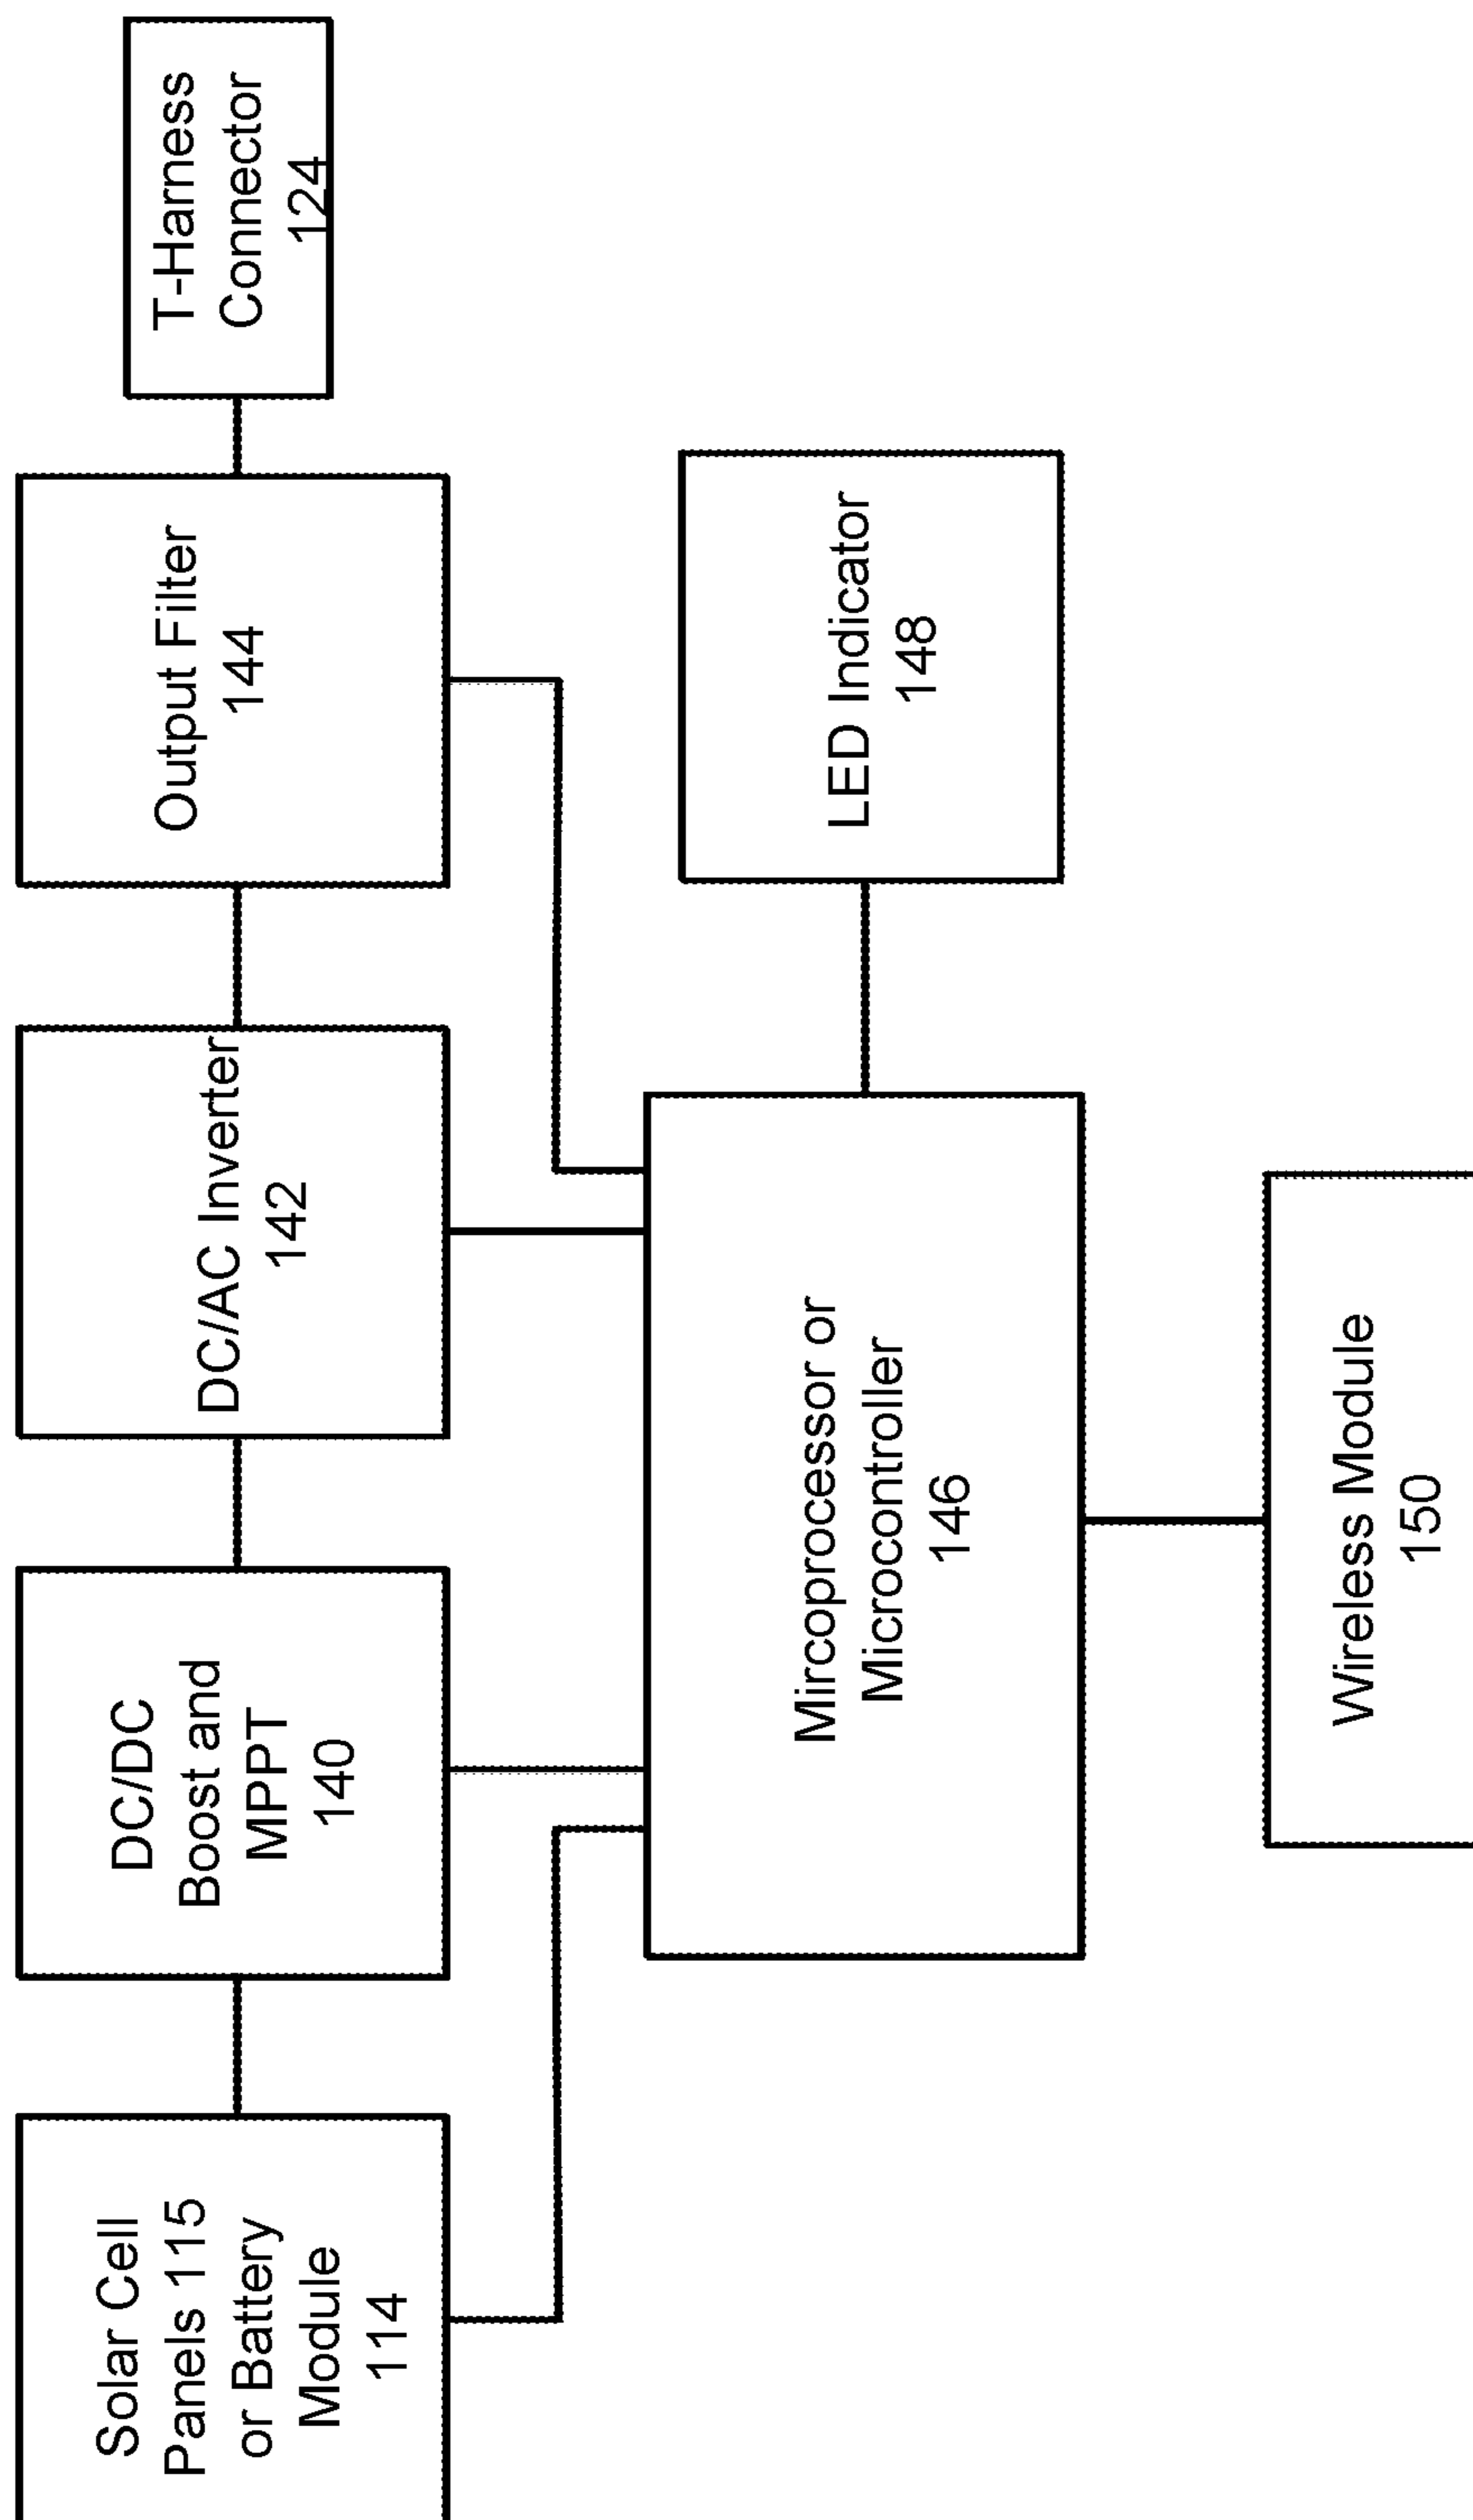 Solar Cell
Panels 115
or Battery
Module
114
DC/DC
Boost and
MPPT
140
DC/AC Inverter
142
Output Filter
144
T-Harness
Connector
124
Mircoprocessor or
Microcontroller
146
LED Indicator
148
Wireless Module
150